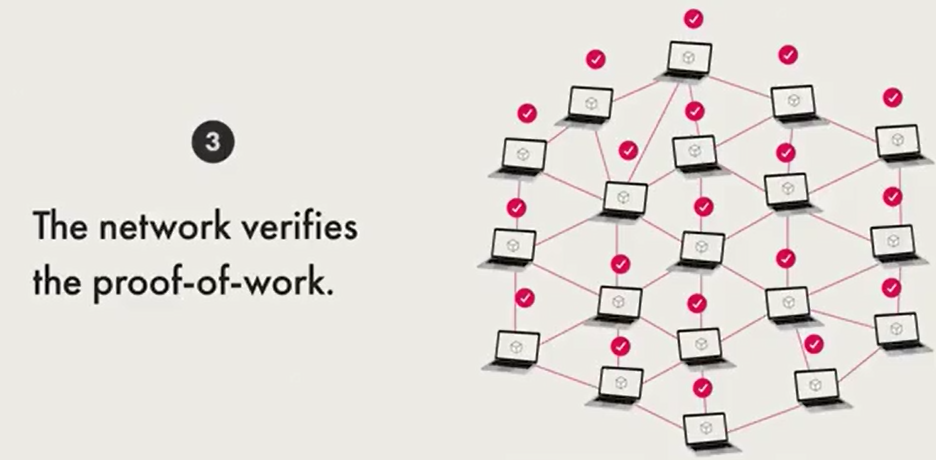 3
The network verifies
the proof-of-work.